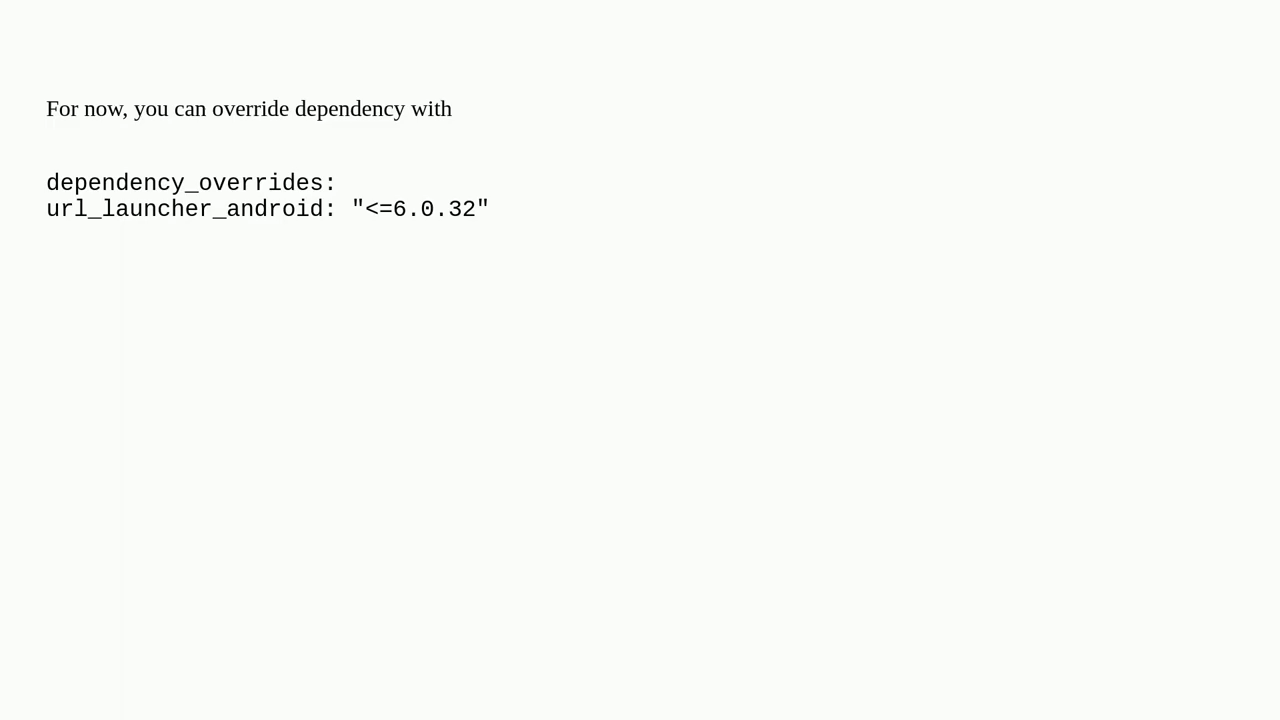 For now, you can override dependency with
dependency_overrides:
url_launcher_android: "<=6.0.32"